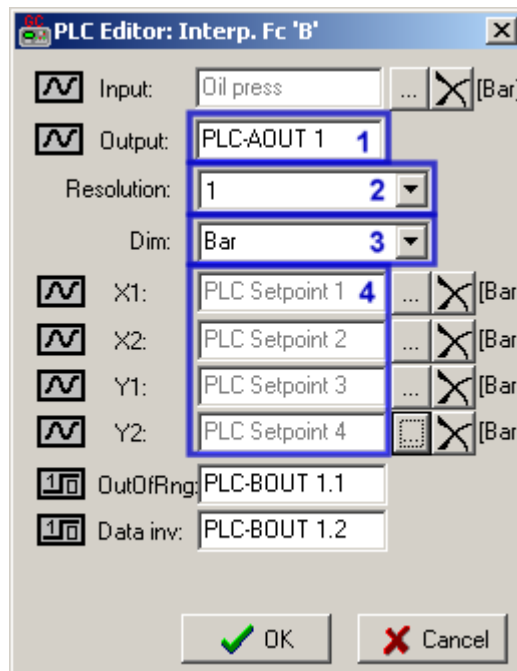 GC
PLC Editor: Interp. Fc 'B'
Input: Oil press ... [Bar]
Output: PLC-AOUT 1 1
Resolution: 1 2
Dim: Bar 3
X1: PLC Setpoint 1 4 ... [Bar
X2: PLC Setpoint 2 ... [Bar
Y1: PLC Setpoint 3 ... [Bar
Y2: PLC Setpoint 4 ... [Bar
OutOfRng: PLC-BOUT 1.1
Data inv: PLC-BOUT 1.2
OK Cancel